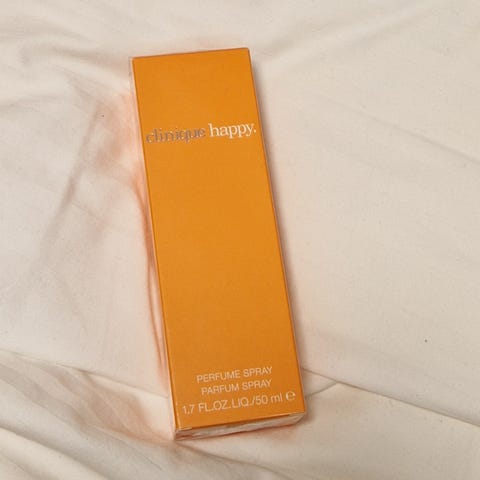 clinique happy.
PERFUME SPRAY
PARFUM SPRAY
1.7 FL.OZ.LIQ./50 ml ℮